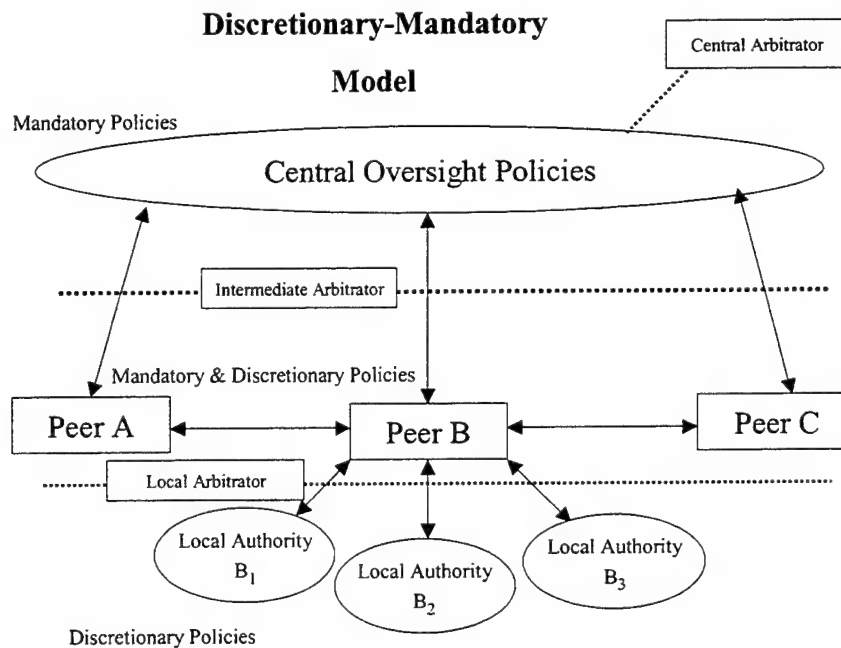 Discretionary-Mandatory
Model
Central Arbitrator
Mandatory Policies
Central Oversight Policies
Intermediate Arbitrator
Mandatory & Discretionary Policies
Peer A
Peer B
Peer C
Local Arbitrator
Local Authority
B₁
Local Authority
B₂
Local Authority
B₃
Discretionary Policies